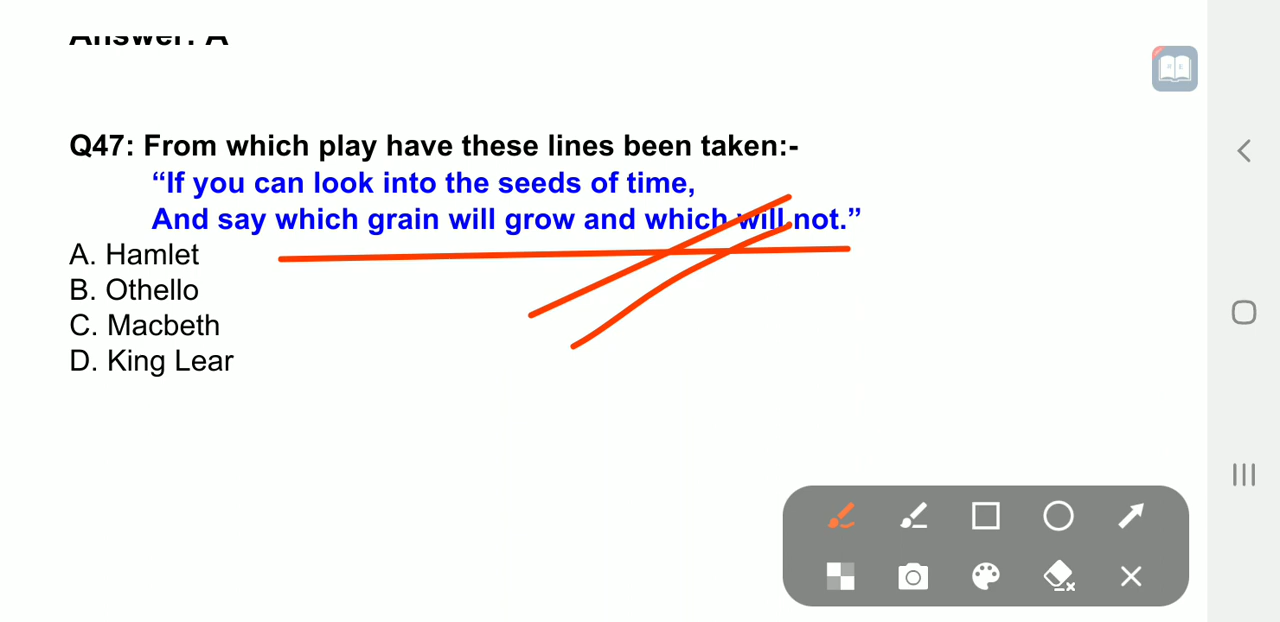 Answer: A
Q47: From which play have these lines been taken:-
“If you can look into the seeds of time,
And say which grain will grow and which will not.”
A. Hamlet
B. Othello
C. Macbeth
D. King Lear